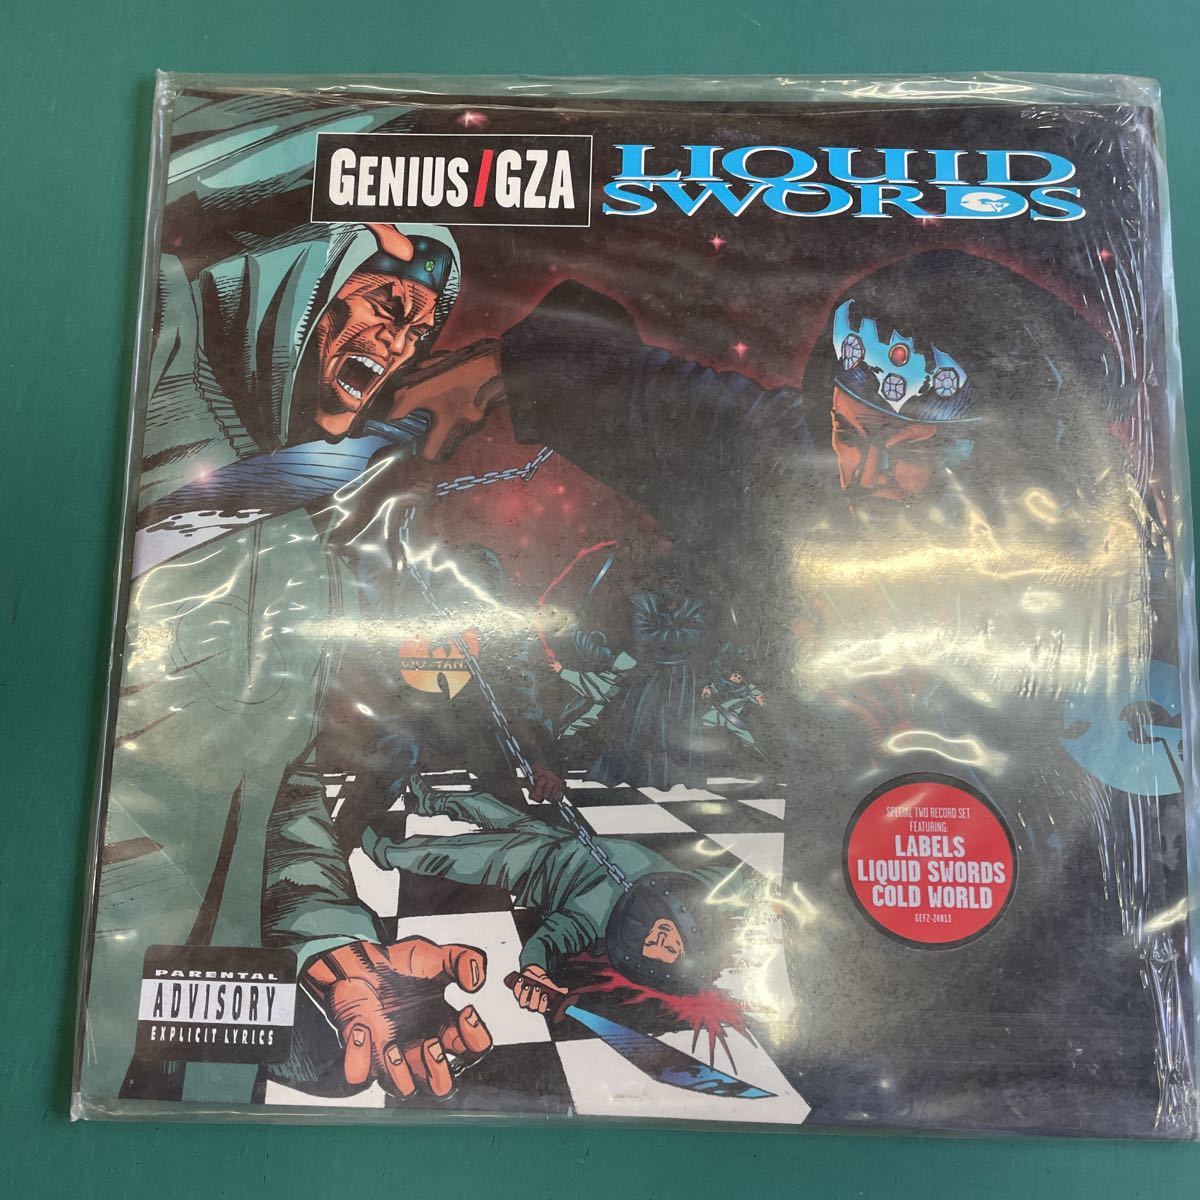 GENIUS/GZA
LIQUID
SWORDS
WU-TAN
SPECIAL TWO RECORD SET
FEATURING:
LABELS
LIQUID SWORDS
COLD WORLD
GEF2-24813
PARENTAL
ADVISORY
EXPLICIT LYRICS